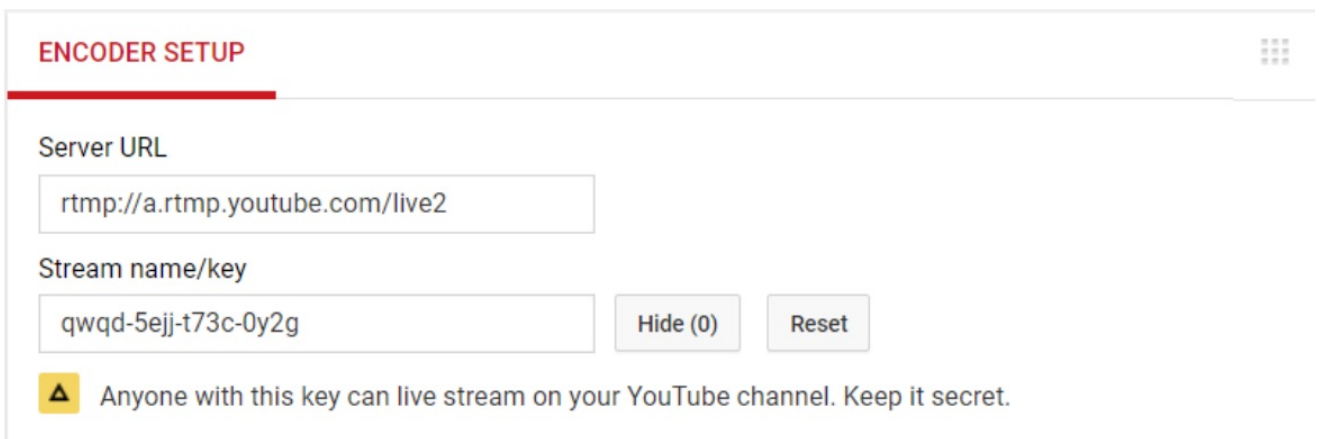 ENCODER SETUP
Server URL
rtmp://a.rtmp.youtube.com/live2
Stream name/key
qwqd-5ejj-t73c-0y2g Hide (0) Reset
Anyone with this key can live stream on your YouTube channel. Keep it secret.